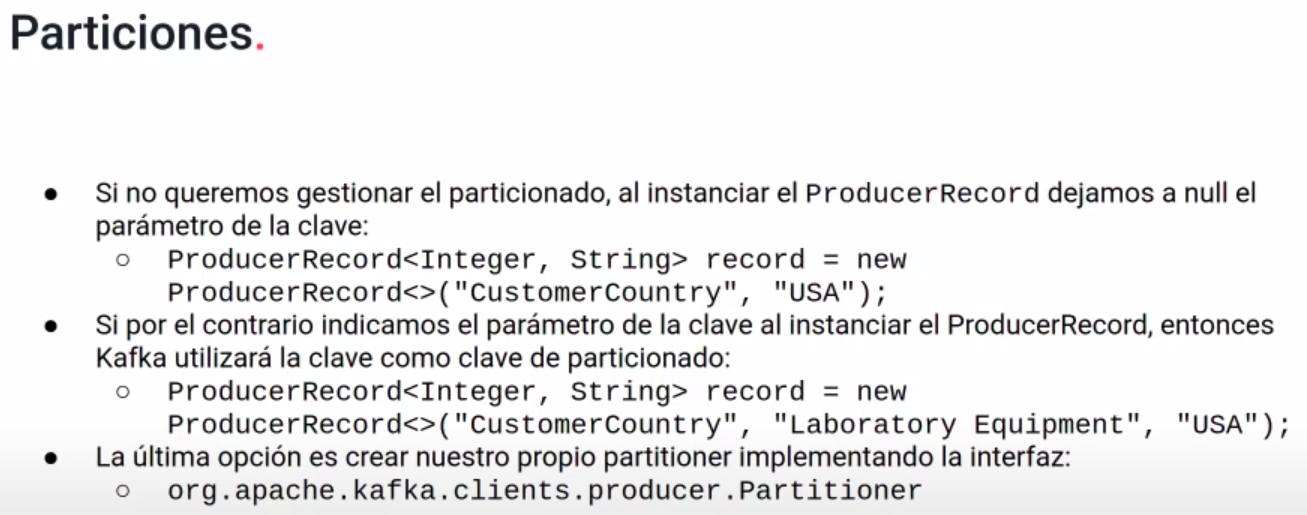 Particiones.
● Si no queremos gestionar el particionado, al instanciar el ProducerRecord dejamos a null el
parámetro de la clave:
○ ProducerRecord<Integer, String> record = new
ProducerRecord<>("CustomerCountry", "USA");
● Si por el contrario indicamos el parámetro de la clave al instanciar el ProducerRecord, entonces
Kafka utilizará la clave como clave de particionado:
○ ProducerRecord<Integer, String> record = new
ProducerRecord<>("CustomerCountry", "Laboratory Equipment", "USA");
● La última opción es crear nuestro propio partitioner implementando la interfaz:
○ org.apache.kafka.clients.producer.Partitioner